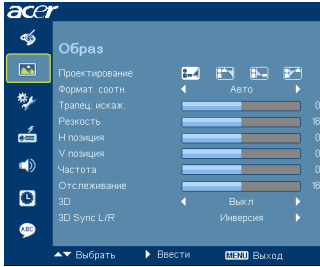 acer
Образ
Проектирование
Формат. соотн. Авто
Трапец. искаж. 0
Резкость 16
Н позиция 0
V позиция 0
Частота 0
Отслеживание 16
3D Выкл
3D Sync L/R Инверсия
ABC
Выбрать Ввести MENU Выход